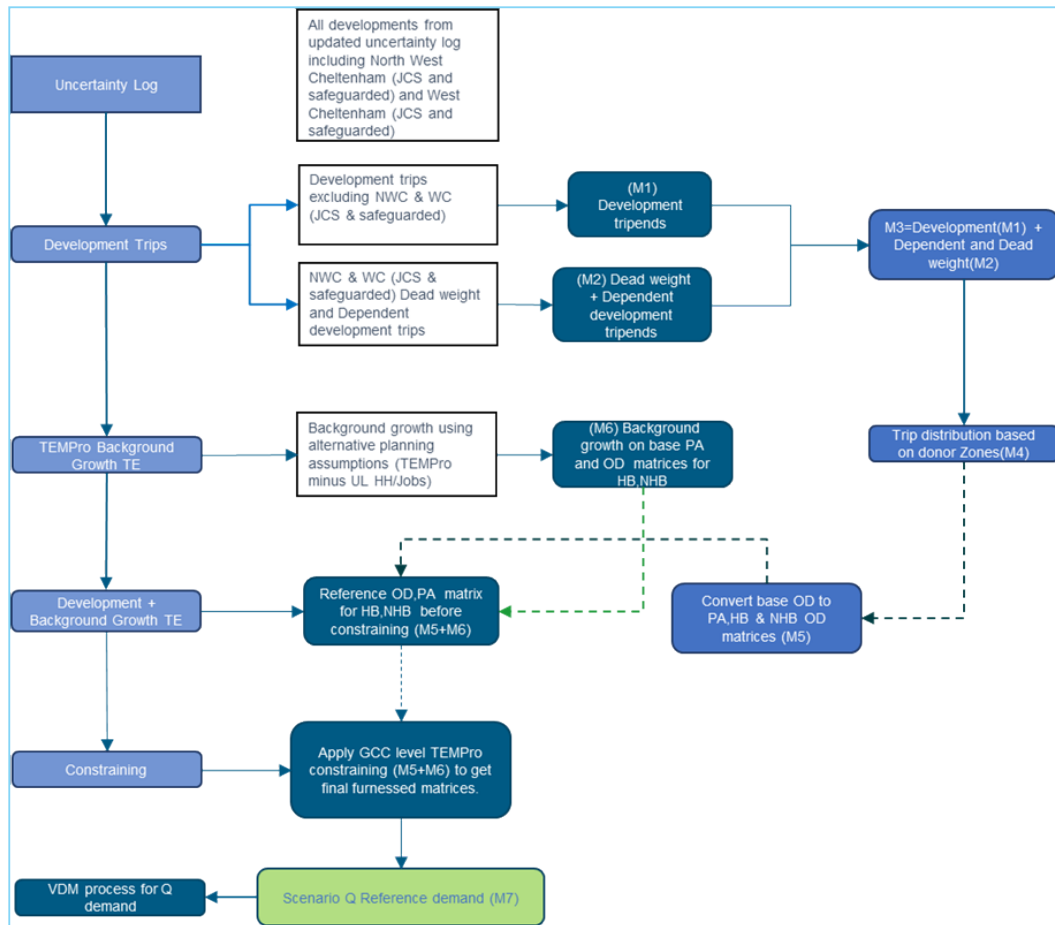 All developments from
updated uncertainty log
including North West
Cheltenham (JCS and
safeguarded) and West
Cheltenham (JCS and
safeguarded)
Uncertainty Log
Development trips
excluding NWC & WC
(JCS & safeguarded)
(M1)
Development
tripends
M3=Development(M1) +
Dependent and Dead
weight(M2)
Development Trips
NWC & WC (JCS &
safeguarded) Dead weight
and Dependent
development trips
(M2) Dead weight
+ Dependent
development
tripends
TEMPro Background
Growth TE
Background growth using
alternative planning
assumptions (TEMPro
minus UL HH/Jobs)
(M6) Background
growth on base PA
and OD matrices for
HB,NHB
Trip distribution based
on donor Zones(M4)
Development +
Background Growth TE
Reference OD,PA matrix
for HB,NHB before
constraining (M5+M6)
Convert base OD to
PA,HB & NHB OD
matrices (M5)
Constraining
Apply GCC level TEMPro
constraining (M5+M6) to get
final furnessed matrices.
VDM process for Q
demand
Scenario Q Reference demand (M7)